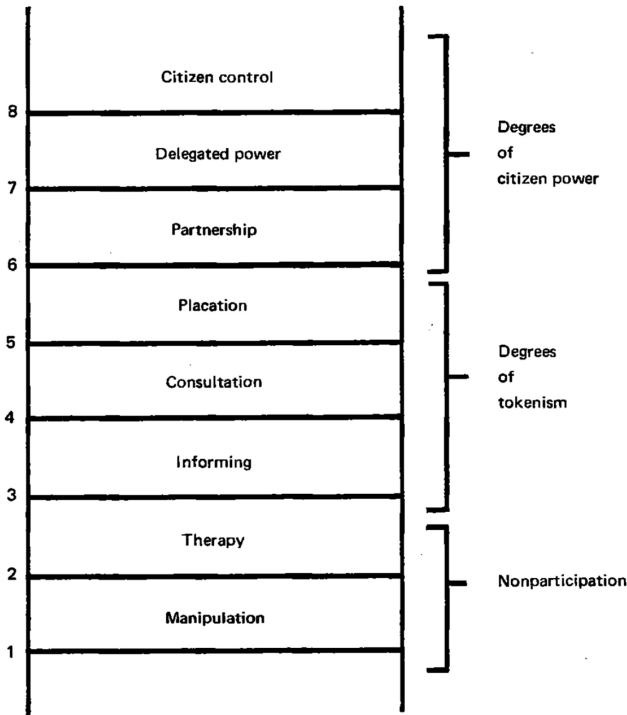 Citizen control
8
Delegated power
7
Partnership
6
Placation
5
Consultation
4
Informing
3
Therapy
2
Manipulation
1
Degrees
of
citizen power
Degrees
of
tokenism
Nonparticipation